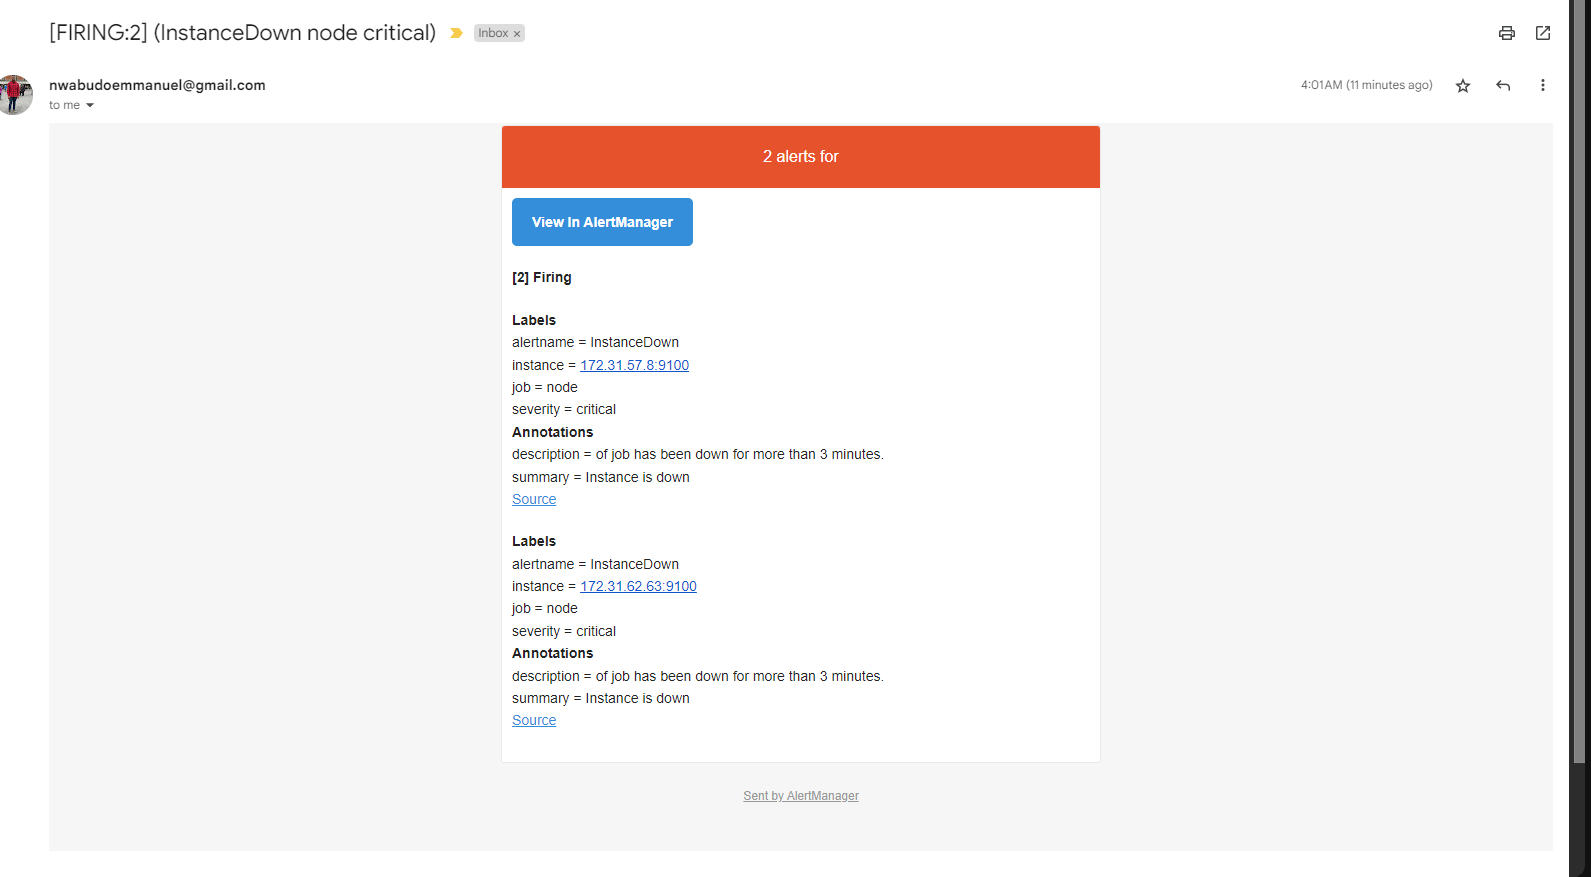 [FIRING:2] (InstanceDown node critical)
Inbox ×
nwabudoemmanuel@gmail.com
4:01 AM (11 minutes ago)
to me
2 alerts for
View In AlertManager
[2] Firing
Labels
alertname = InstanceDown
instance = 172.31.57.8:9100
job = node
severity = critical
Annotations
description = of job has been down for more than 3 minutes.
summary = Instance is down
Source
Labels
alertname = InstanceDown
instance = 172.31.62.63:9100
job = node
severity = critical
Annotations
description = of job has been down for more than 3 minutes.
summary = Instance is down
Source
Sent by AlertManager